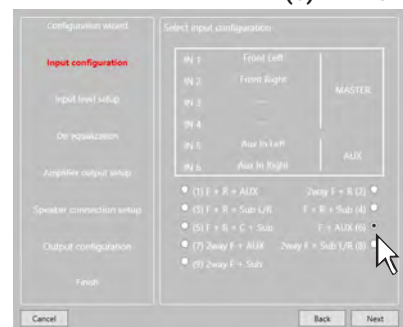 Configuration wizard
Input configuration
Input level setup
De-equalization
Amplifier output setup
Speaker connection setup
Output configuration
Finish
Select input configuration
IN 1 Front Left
IN 2 Front Right
IN 3 ---
IN 4 ---
MASTER
IN 5 Aux In Left
IN 6 Aux In Right
AUX
(1) F + R + AUX 2way F + R (2)
(3) F + R + Sub L/R F + R + Sub (4)
(5) F + R + C + Sub F + AUX (6)
(7) 2way F + AUX 2way F + Sub L/R (8)
(9) 2way F + Sub
Cancel Back Next